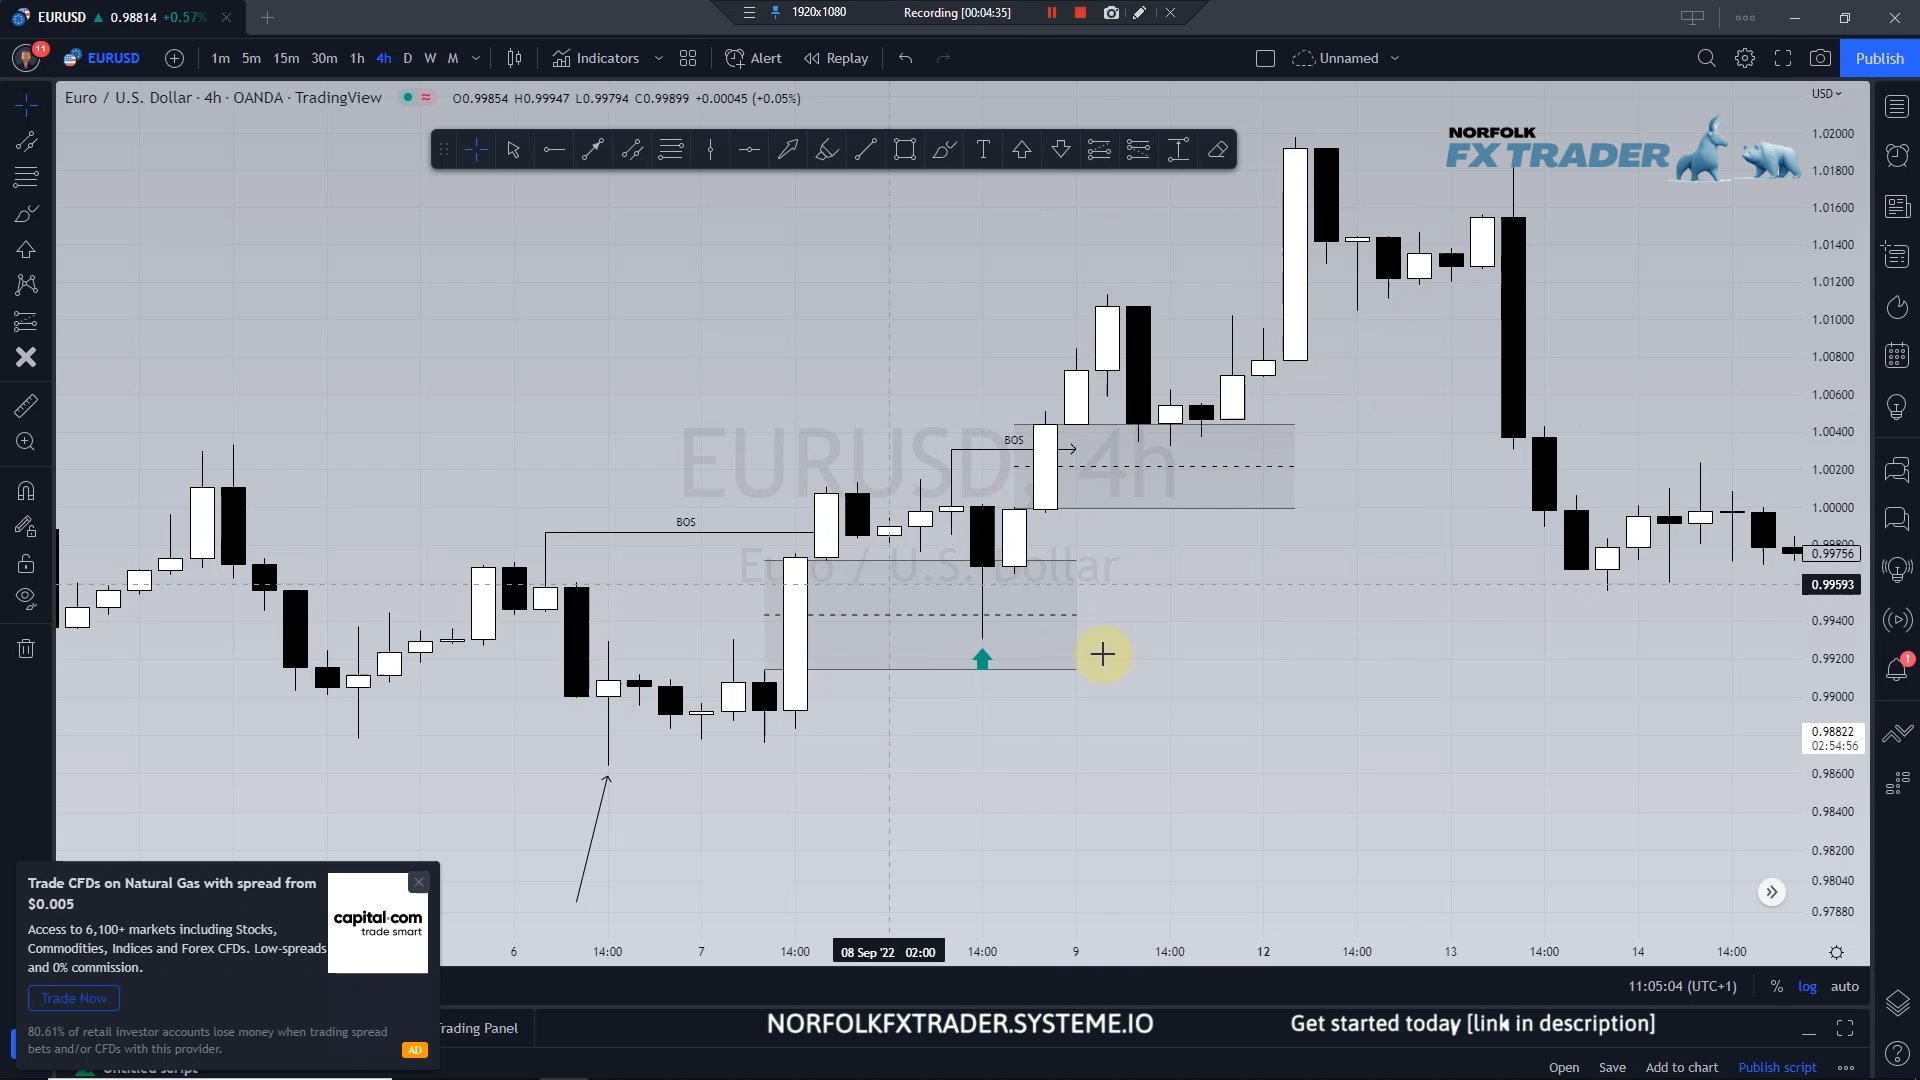 EURUSD ▲ 0.98814 +0.57%
1920x1080
Recording [00:04:35]
11
EURUSD
1m 5m 15m 30m 1h 4h D W M
Indicators
Alert
Replay
Unnamed
Publish
Euro / U.S. Dollar · 4h · OANDA · TradingView
O0.99854 H0.99947 L0.99794 C0.99899 +0.00045 (+0.05%)
USD
NORFOLK
FX TRADER
1.02000
1.01800
1.01600
1.01400
1.01200
1.01000
1.00800
1.00600
1.00400
1.00200
1.00000
0.99800
0.99756
0.99593
0.99400
0.99200
0.99000
0.98822
02:54:56
0.98600
0.98400
0.98200
0.98040
0.97880
EURUSD, 4h
Euro / U.S. Dollar
BOS
BOS
1
6 14:00 7 14:00 08 Sep '22 02:00 14:00 9 14:00 12 14:00 13 14:00 14 14:00
11:05:04 (UTC+1)
% log auto
Trade CFDs on Natural Gas with spread from
$0.005
Access to 6,100+ markets including Stocks,
Commodities, Indices and Forex CFDs. Low-spreads
and 0% commission.
capital.com
trade smart
Trade Now
80.61% of retail investor accounts lose money when trading spread
bets and/or CFDs with this provider.
AD
Trading Panel
NORFOLKFXTRADER.SYSTEME.IO
Get started today [link in description]
Untitled script
Open Save Add to chart Publish script